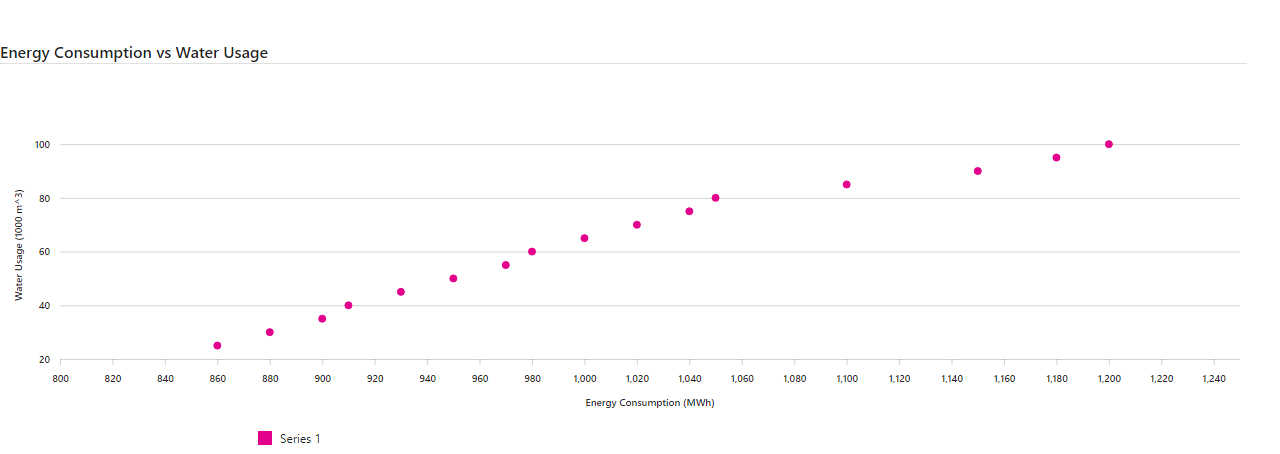 Energy Consumption vs Water Usage
100
80
60
40
20
Water Usage (1000 m^3)
800 820 840 860 880 900 920 940 960 980 1,000 1,020 1,040 1,060 1,080 1,100 1,120 1,140 1,160 1,180 1,200 1,220 1,240
Energy Consumption (MWh)
Series 1